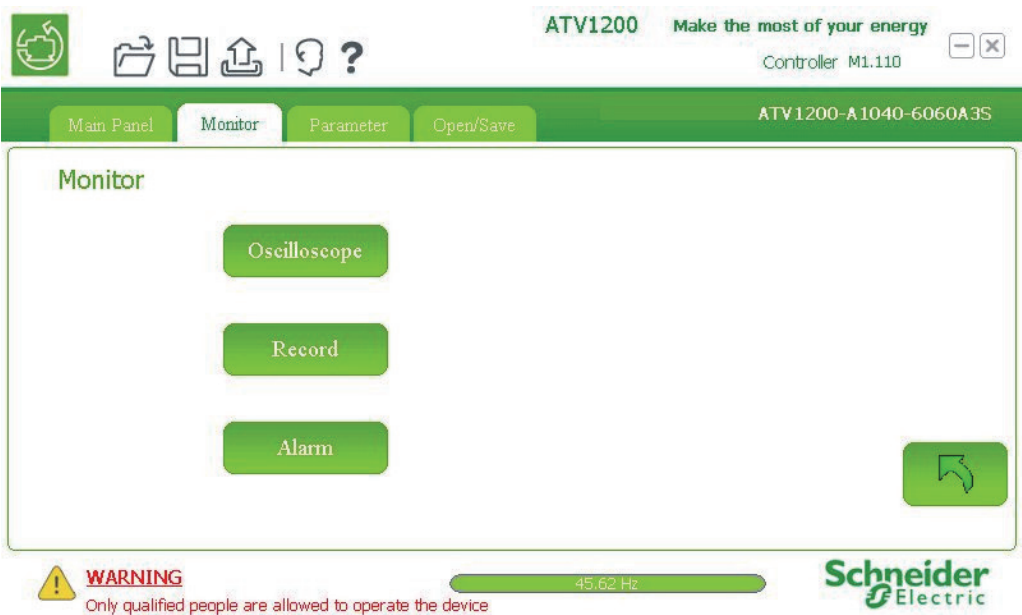 ATV1200 Make the most of your energy
Controller M1.110
?
Main Panel Monitor Parameter Open/Save ATV1200-A1040-6060A3S
Monitor
Oscilloscope
Record
Alarm
WARNING
Only qualified people are allowed to operate the device
45.62 Hz
Schneider
Electric